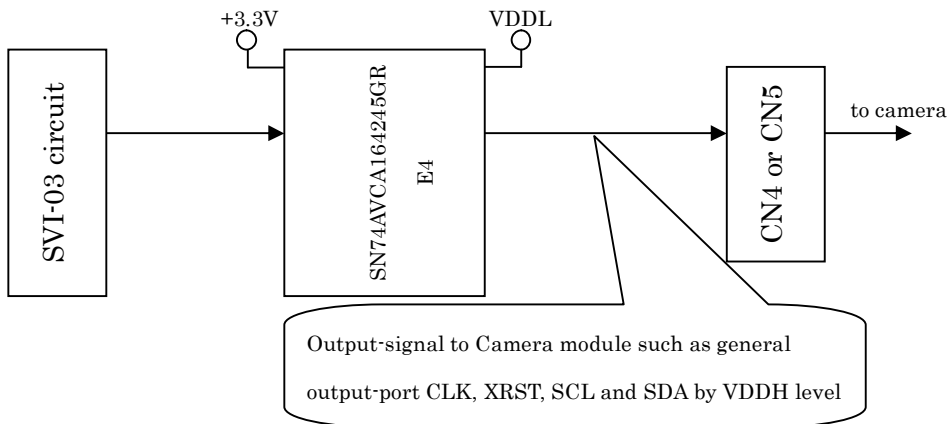 +3.3V
VDDL
SVI-03 circuit
SN74AVCA164245GR
E4
CN4 or CN5
to camera
Output-signal to Camera module such as general
output-port CLK, XRST, SCL and SDA by VDDH level